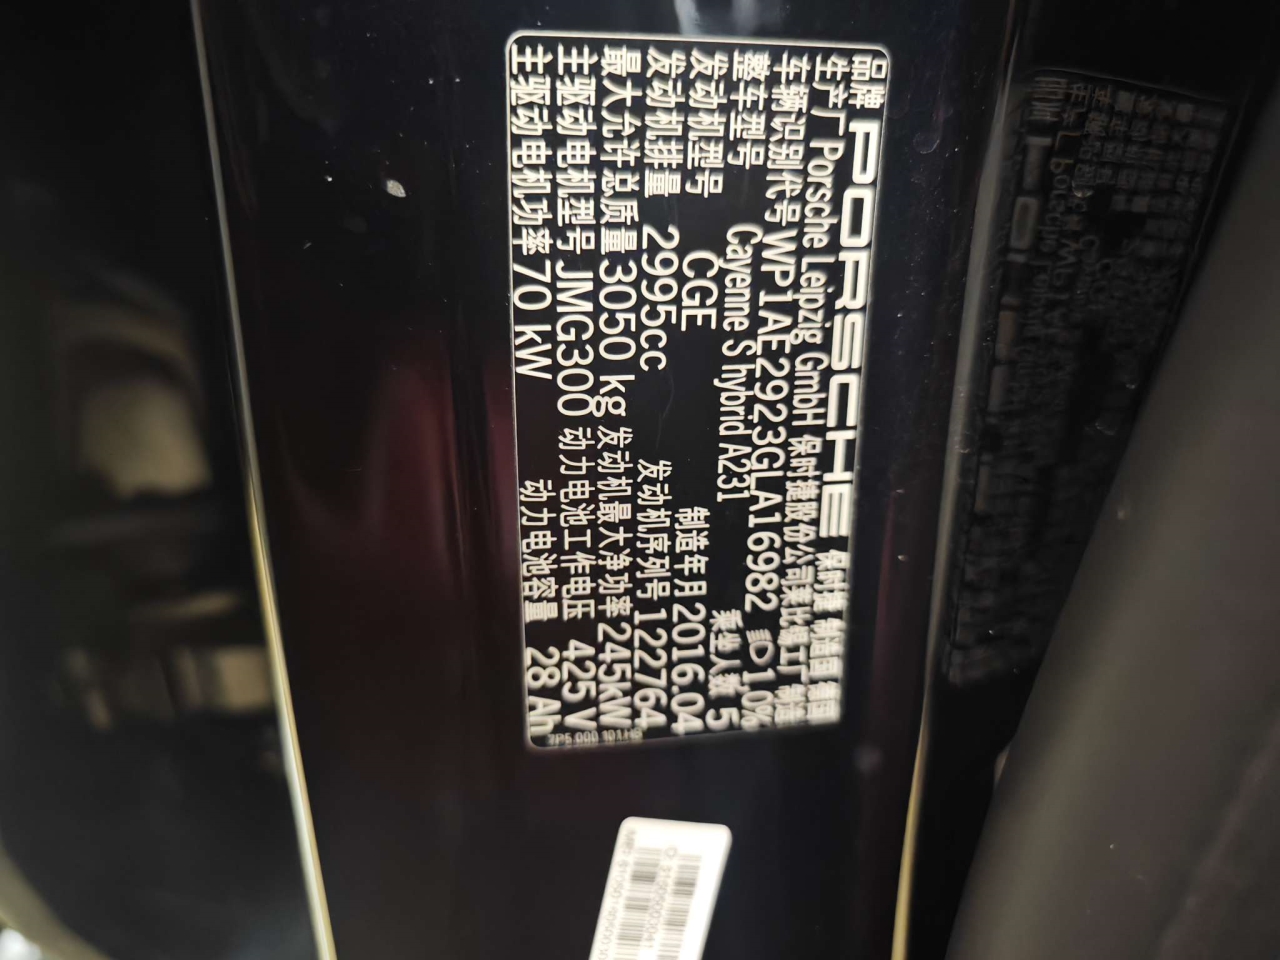 品牌 PORSCHE 保时捷 制造国 德国
生产厂 Porsche Leipzig GmbH 保时捷股份公司莱比锡工厂 制造
车辆识别代号 WP1AE2923GLA16982 1.0%
整车型号 Cayenne S hybrid A231 乘坐人数 5
发动机型号 CGE 制造年月 2016.04
发动机排量 2995cc 发动机序列号 122764
最大允许总质量 3050 kg 发动机最大净功率 245kW
主驱动电机型号 JMG300 动力电池工作电压 425 V
主驱动电机功率 70 kW 动力电池容量 28 Ah
7P5.000.101.HB